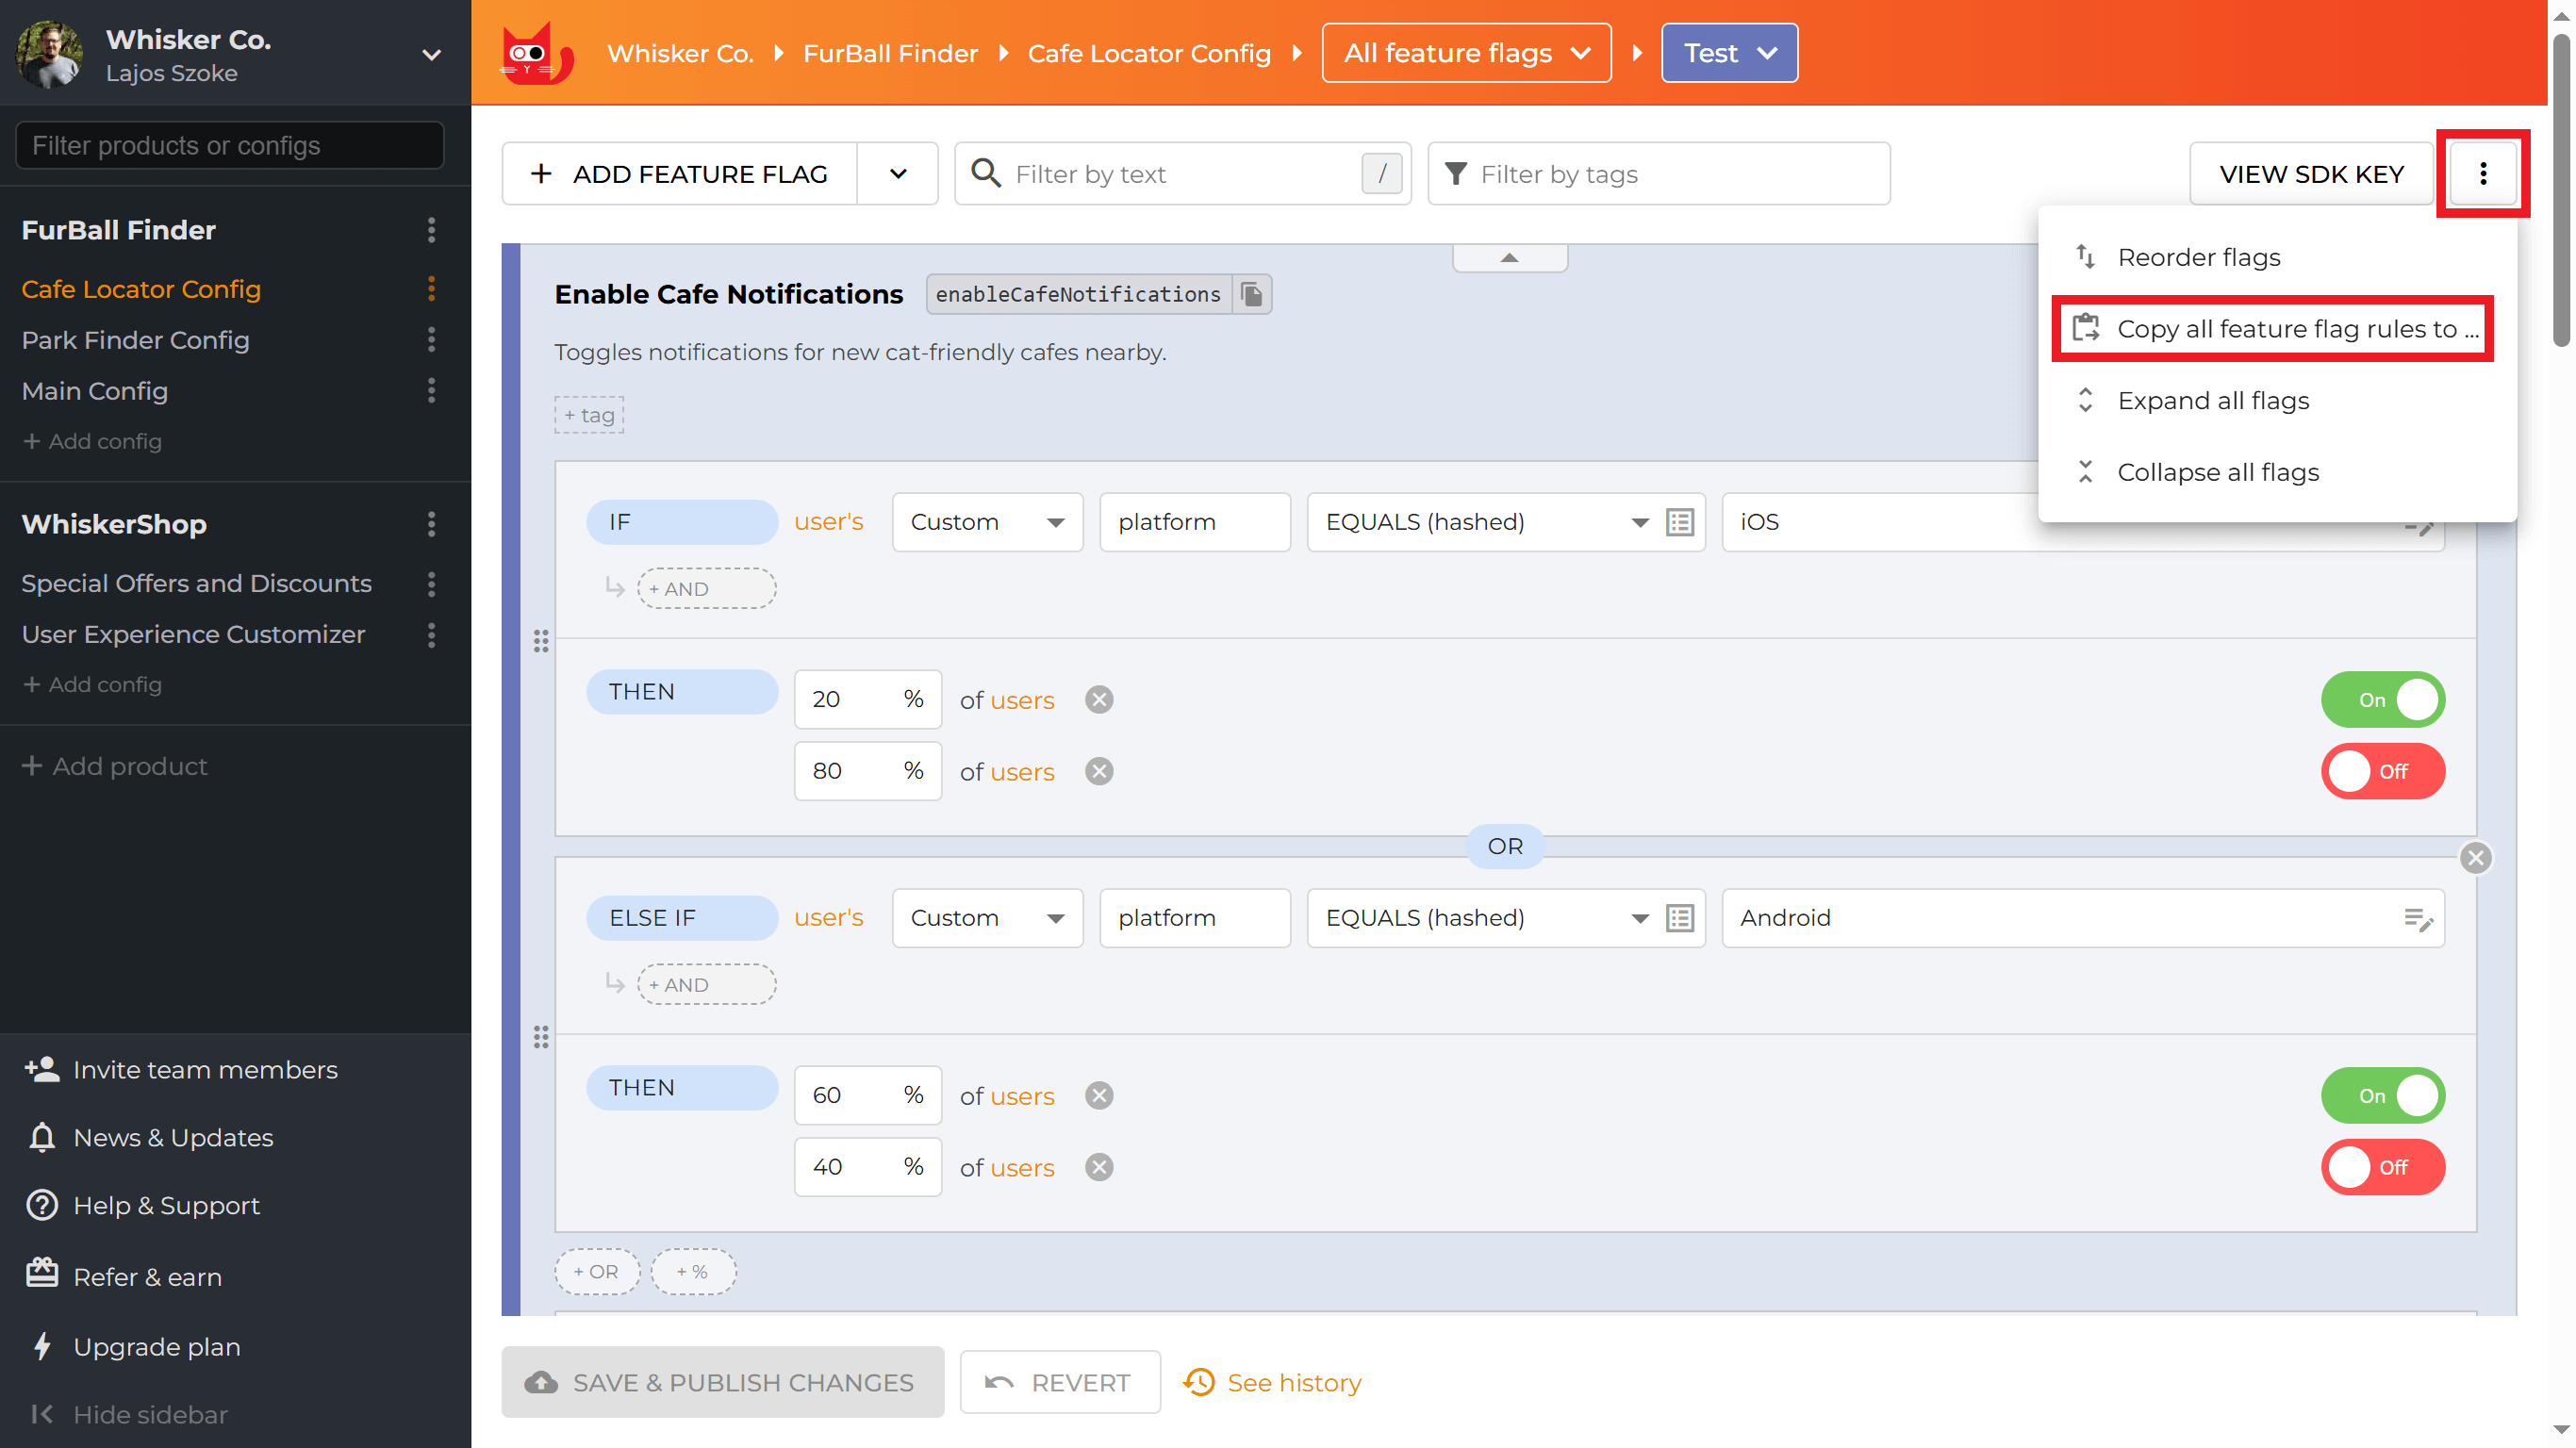 Whisker Co.
Lajos Szoke
Filter products or configs
FurBall Finder
Cafe Locator Config
Park Finder Config
Main Config
+ Add config
WhiskerShop
Special Offers and Discounts
User Experience Customizer
+ Add config
+ Add product
Invite team members
News & Updates
Help & Support
Refer & earn
Upgrade plan
Hide sidebar
Whisker Co. FurBall Finder Cafe Locator Config All feature flags Test
+ ADD FEATURE FLAG Filter by text / Filter by tags VIEW SDK KEY
Reorder flags
Copy all feature flag rules to ...
Expand all flags
Collapse all flags
Enable Cafe Notifications enableCafeNotifications
Toggles notifications for new cat-friendly cafes nearby.
+ tag
IF user's Custom platform EQUALS (hashed) iOS
+ AND
THEN 20 % of users On
80 % of users Off
OR
ELSE IF user's Custom platform EQUALS (hashed) Android
+ AND
THEN 60 % of users On
40 % of users Off
+ OR + %
SAVE & PUBLISH CHANGES REVERT See history